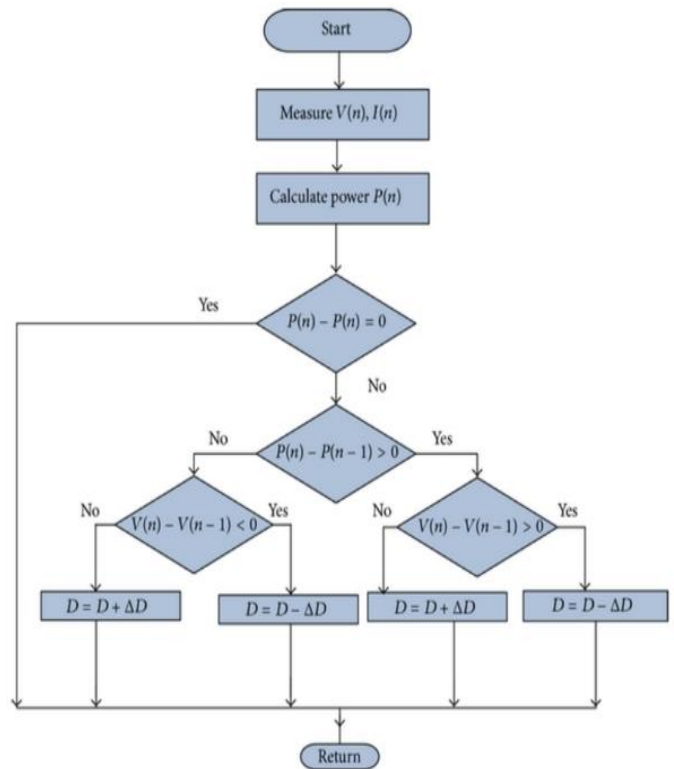 Start
Measure V(n), I(n)
Calculate power P(n)
Yes
P(n) – P(n) = 0
No
No
P(n) – P(n – 1) > 0
Yes
No
V(n) – V(n – 1) < 0
Yes
No
V(n) – V(n – 1) > 0
Yes
D = D + ΔD
D = D – ΔD
D = D + ΔD
D = D – ΔD
Return